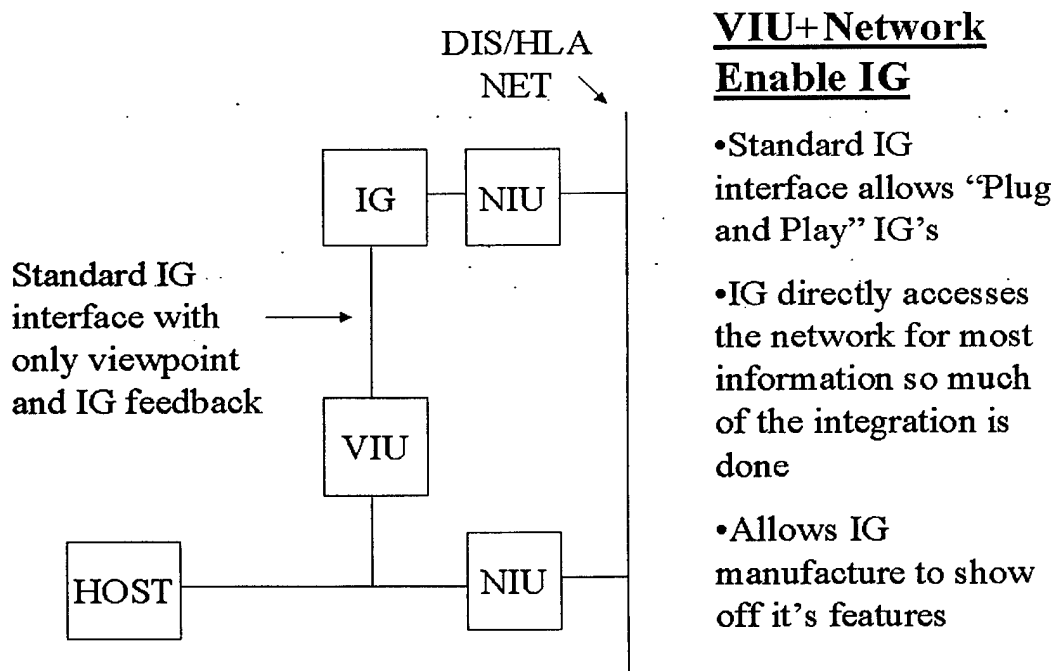 DIS/HLA
NET
IG
NIU
Standard IG
interface with
only viewpoint
and IG feedback
VIU
HOST
NIU
VIU+Network
Enable IG
•Standard IG
interface allows “Plug
and Play” IG's
•IG directly accesses
the network for most
information so much
of the integration is
done
•Allows IG
manufacture to show
off it's features